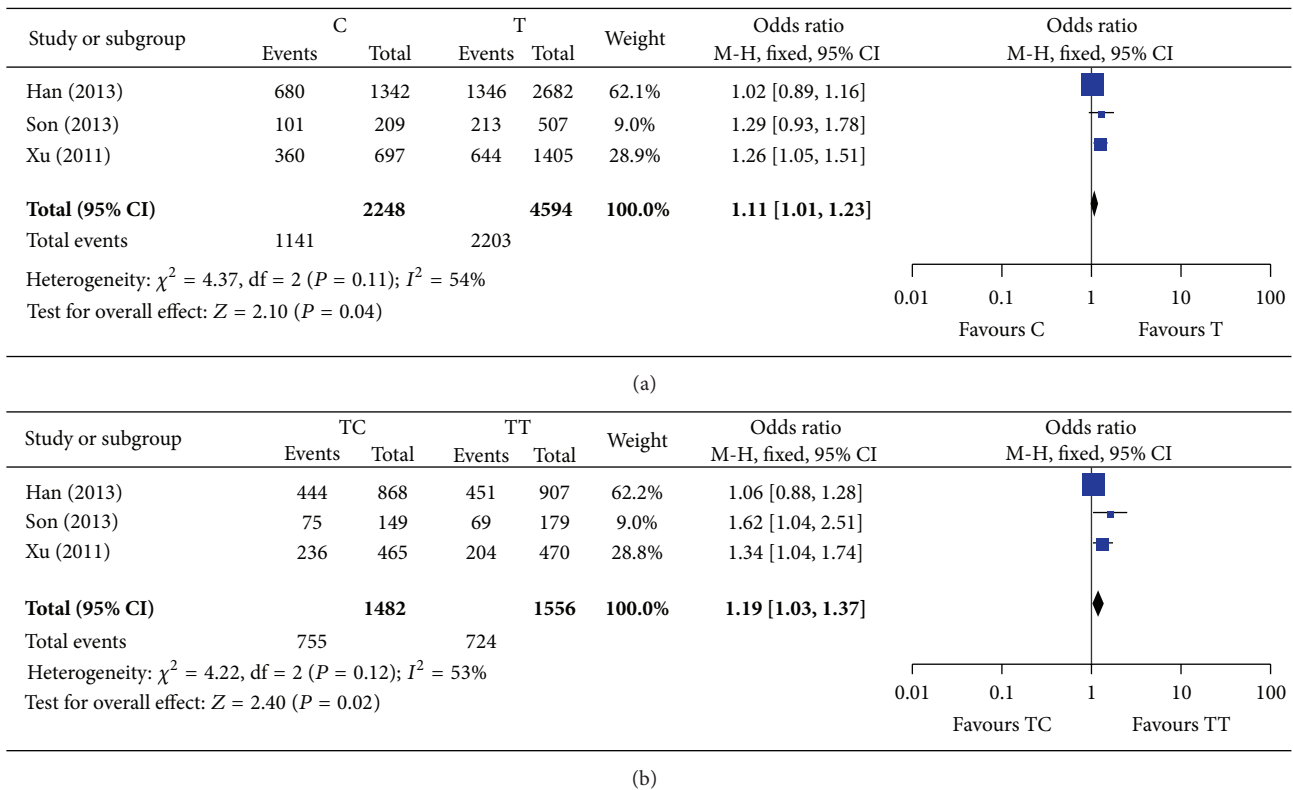 Study or subgroup C T Weight Odds ratio Odds ratio
Events Total Events Total M-H, fixed, 95% CI M-H, fixed, 95% CI
Han (2013) 680 1342 1346 2682 62.1% 1.02 [0.89, 1.16]
Son (2013) 101 209 213 507 9.0% 1.29 [0.93, 1.78]
Xu (2011) 360 697 644 1405 28.9% 1.26 [1.05, 1.51]
Total (95% CI) 2248 4594 100.0% 1.11 [1.01, 1.23]
Total events 1141 2203
Heterogeneity: χ² = 4.37, df = 2 (P = 0.11); I² = 54%
Test for overall effect: Z = 2.10 (P = 0.04)
0.01 0.1 1 10 100
Favours C Favours T
(a)
Study or subgroup TC TT Weight Odds ratio Odds ratio
Events Total Events Total M-H, fixed, 95% CI M-H, fixed, 95% CI
Han (2013) 444 868 451 907 62.2% 1.06 [0.88, 1.28]
Son (2013) 75 149 69 179 9.0% 1.62 [1.04, 2.51]
Xu (2011) 236 465 204 470 28.8% 1.34 [1.04, 1.74]
Total (95% CI) 1482 1556 100.0% 1.19 [1.03, 1.37]
Total events 755 724
Heterogeneity: χ² = 4.22, df = 2 (P = 0.12); I² = 53%
Test for overall effect: Z = 2.40 (P = 0.02)
0.01 0.1 1 10 100
Favours TC Favours TT
(b)